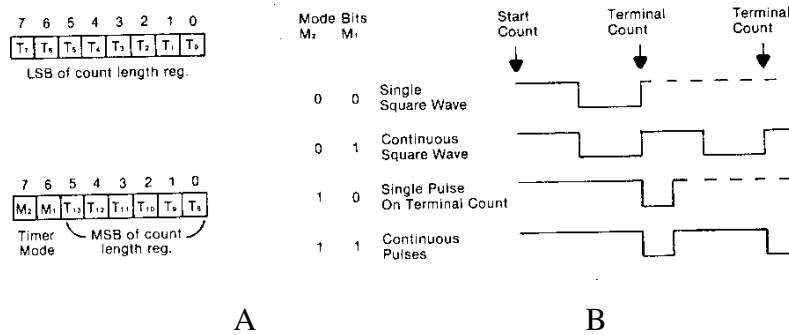 7 6 5 4 3 2 1 0
T₇ T₆ T₅ T₄ T₃ T₂ T₁ T₀
LSB of count length reg.
7 6 5 4 3 2 1 0
M₂ M₁ T₁₃ T₁₂ T₁₁ T₁₀ T₉ T₈
Timer
Mode
MSB of count
length reg.
A
Mode Bits
M₂ M₁
Start
Count
Terminal
Count
Terminal
Count
0 0 Single
Square Wave
0 1 Continuous
Square Wave
1 0 Single Pulse
On Terminal Count
1 1 Continuous
Pulses
B